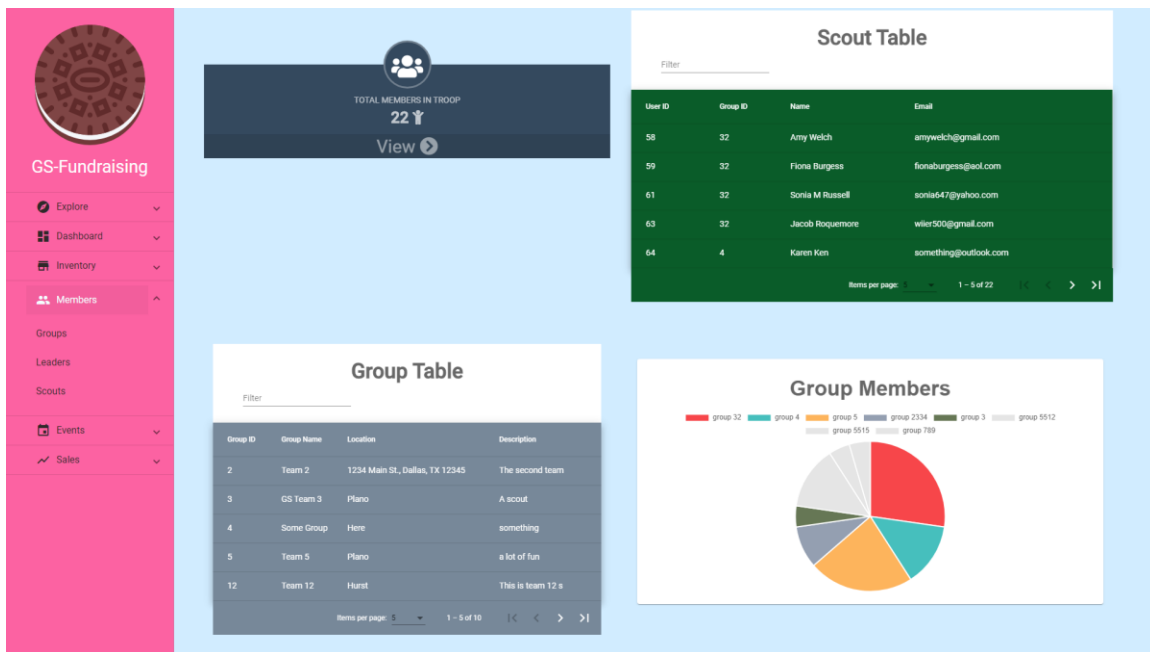 GS-Fundraising
Explore
Dashboard
Inventory
Members
Groups
Leaders
Scouts
Events
Sales
TOTAL MEMBERS IN TROOP
22
View
Scout Table
Filter
User ID Group ID Name Email
58 32 Amy Welch amywelch@gmail.com
59 32 Fiona Burgess fionaburgess@aol.com
61 32 Sonia M Russell sonia647@yahoo.com
63 32 Jacob Roquemore wiier500@gmail.com
64 4 Karen Ken something@outlook.com
Items per page: 5 1 – 5 of 22
Group Table
Filter
Group ID Group Name Location Description
2 Team 2 1234 Main St., Dallas, TX 12345 The second team
3 GS Team 3 Plano A scout
4 Some Group Here something
5 Team 5 Plano a lot of fun
12 Team 12 Hurst This is team 12 s
Items per page: 5 1 – 5 of 10
Group Members
group 32 group 4 group 5 group 2334 group 3 group 5512
group 5515 group 789